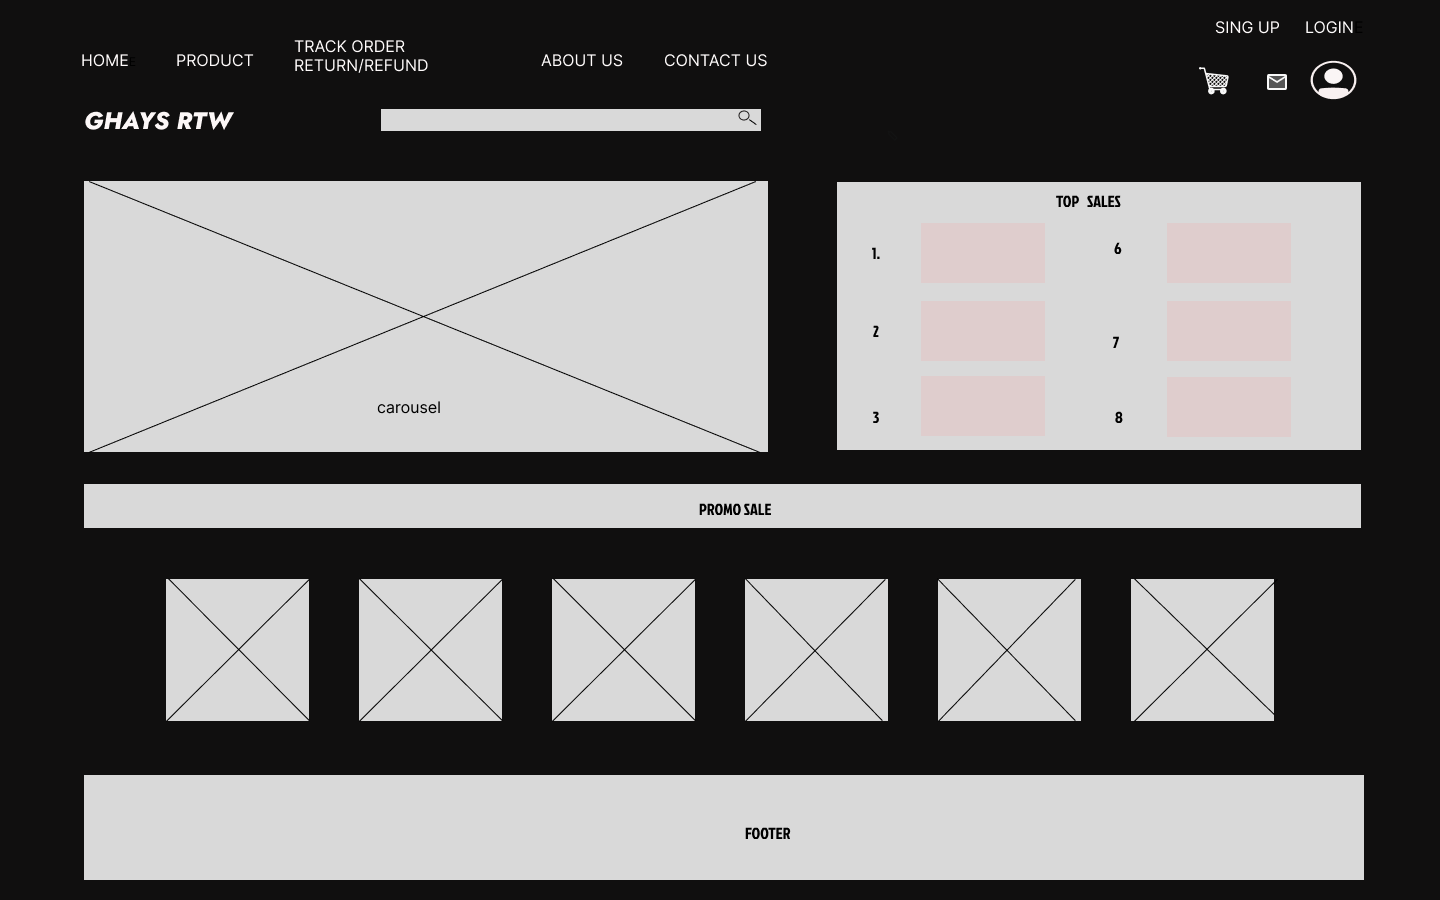 SING UP LOGIN
HOME PRODUCT TRACK ORDER ABOUT US CONTACT US
RETURN/REFUND
GHAYS RTW
TOP SALES
1. 6
2 7
3 8
carousel
PROMO SALE
FOOTER